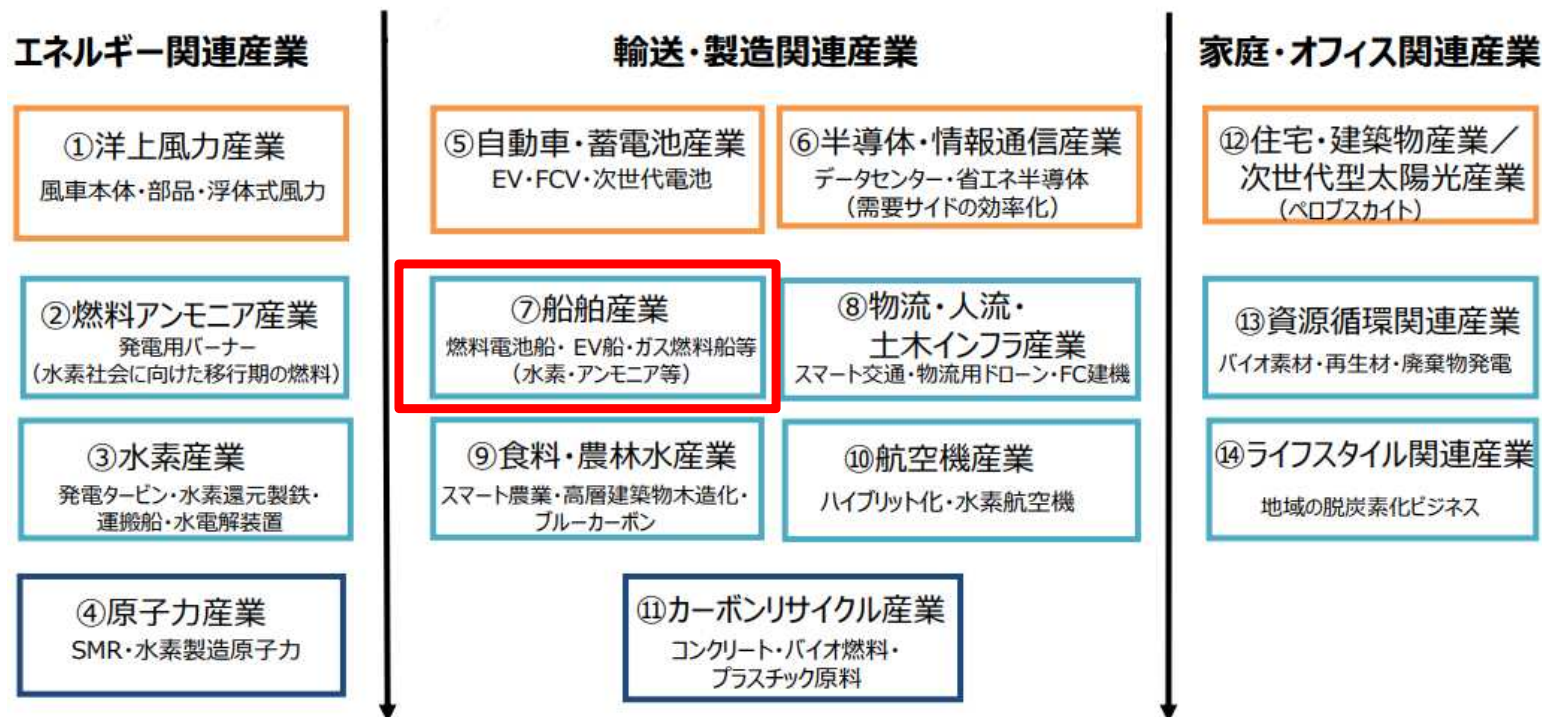 エネルギー関連産業
輸送・製造関連産業
家庭・オフィス関連産業
①洋上風力産業
風車本体・部品・浮体式風力
②燃料アンモニア産業
発電用バーナー
(水素社会に向けた移行期の燃料)
③水素産業
発電タービン・水素還元製鉄・
運搬船・水電解装置
④原子力産業
SMR・水素製造原子力
⑤自動車・蓄電池産業
EV・FCV・次世代電池
⑥半導体・情報通信産業
データセンター・省エネ半導体
(需要サイドの効率化)
⑦船舶産業
燃料電池船・EV船・ガス燃料船等
(水素・アンモニア等)
⑧物流・人流・
土木インフラ産業
スマート交通・物流用ドローン・FC建機
⑨食料・農林水産業
スマート農業・高層建築物木造化・
ブルーカーボン
⑩航空機産業
ハイブリット化・水素航空機
⑪カーボンリサイクル産業
コンクリート・バイオ燃料・
プラスチック原料
⑫住宅・建築物産業/
次世代型太陽光産業
(ペロブスカイト)
⑬資源循環関連産業
バイオ素材・再生材・廃棄物発電
⑭ライフスタイル関連産業
地域の脱炭素化ビジネス